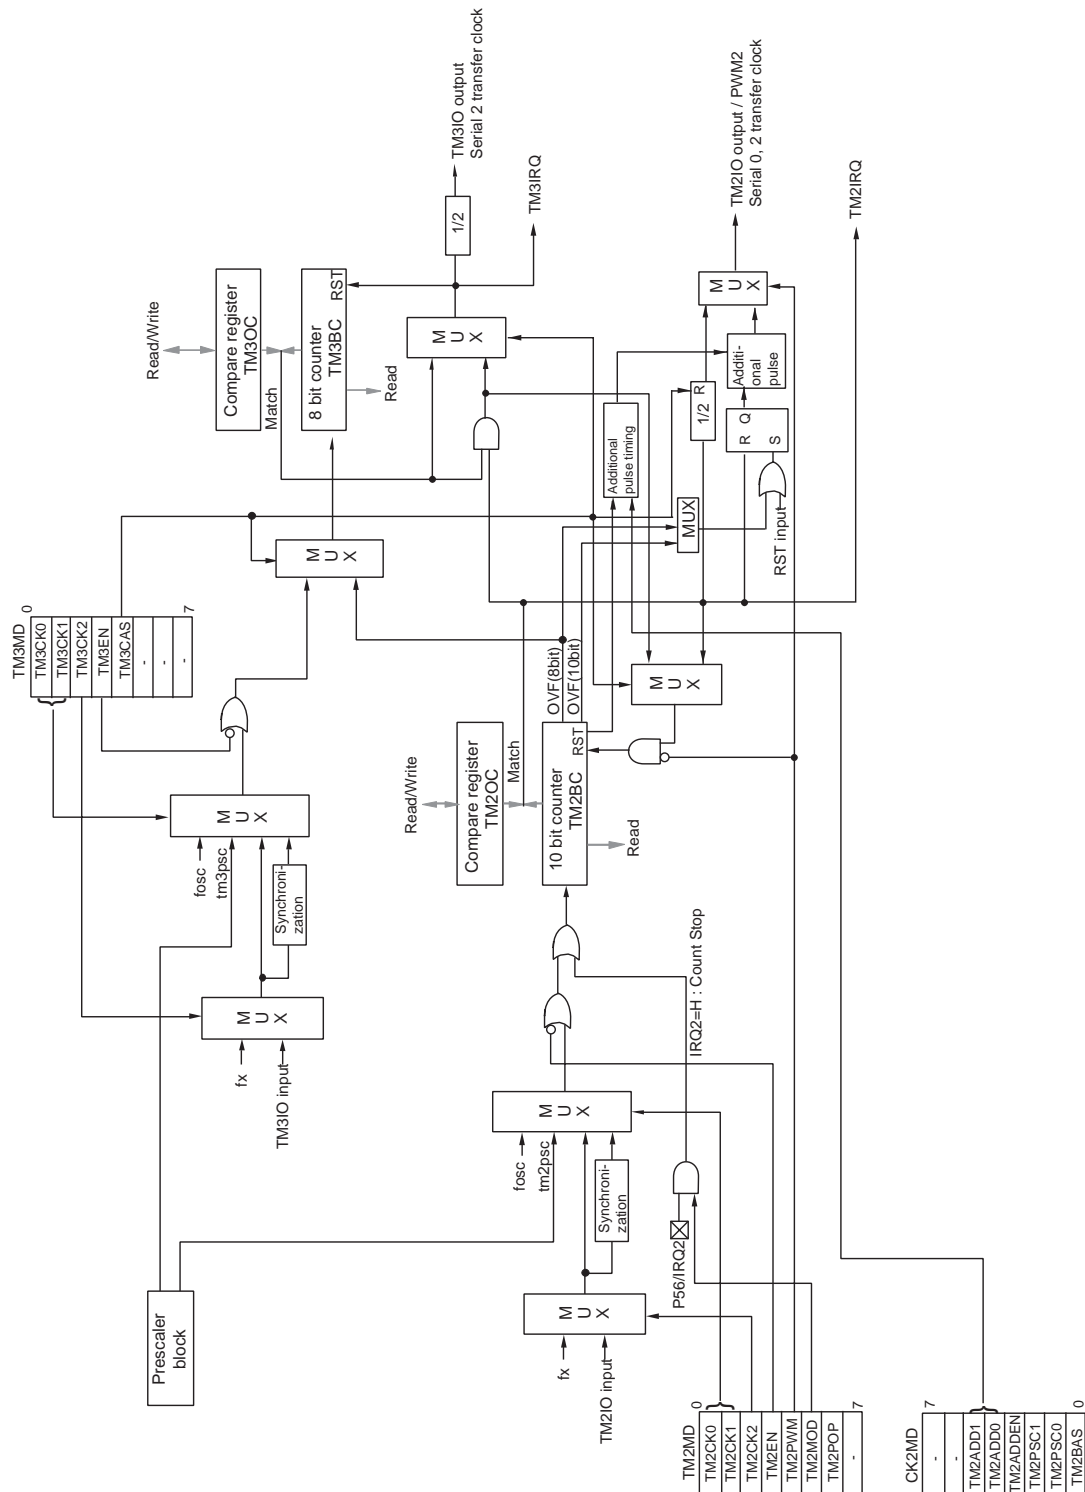 TM3IO output
Serial 2 transfer clock
TM3IRQ
1/2
TM2IO output / PWM2
Serial 0, 2 transfer clock
TM2IRQ
Read/Write
Compare register
TM3OC
Match
8 bit counter
TM3BC
RST
Read
M U X
M U X
Additi-
onal
pulse
Additional
pulse timing
1/2
R
R Q
S
MUX
RST input
M U X
TM3MD
0
TM3CK0
TM3CK1
TM3CK2
TM3EN
TM3CAS
-
-
-
7
OVF(8bit)
OVF(10bit)
M U X
Read/Write
Compare register
TM2OC
Match
10 bit counter
TM2BC
RST
Read
M U X
fosc
tm3psc
Synchroni-
zation
M U X
fx
TM3IO input
IRQ2=H : Count Stop
M U X
fosc
tm2psc
Synchroni-
zation
P56/IRQ2
M U X
fx
TM2IO input
Prescaler
block
TM2MD
0
TM2CK0
TM2CK1
TM2CK2
TM2EN
TM2PWM
TM2MOD
TM2POP
-
7
CK2MD
7
-
-
TM2ADD1
TM2ADD0
TM2ADDEN
TM2PSC1
TM2PSC0
TM2BAS
0